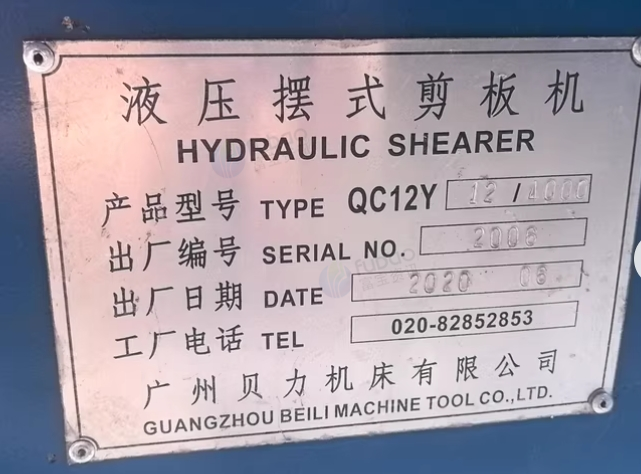 液压摆式剪板机
HYDRAULIC SHEARER
产品型号 TYPE QC12Y 12/4000
出厂编号 SERIAL NO. 2006
出厂日期 DATE 2020 08
工厂电话 TEL 020-82852853
广州贝力机床有限公司
GUANGZHOU BEILI MACHINE TOOL CO.,LTD.